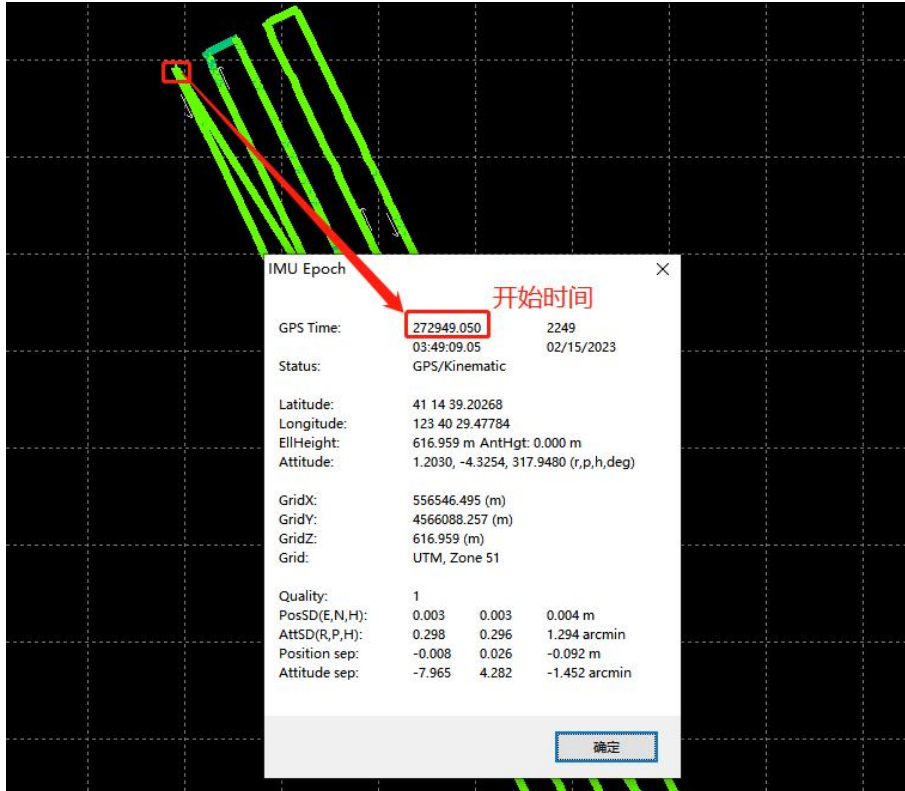 IMU Epoch
开始时间
GPS Time: 272949.050 2249
03:49:09.05 02/15/2023
Status: GPS/Kinematic
Latitude: 41 14 39.20268
Longitude: 123 40 29.47784
EllHeight: 616.959 m AntHgt: 0.000 m
Attitude: 1.2030, -4.3254, 317.9480 (r,p,h,deg)
GridX: 556546.495 (m)
GridY: 4566088.257 (m)
GridZ: 616.959 (m)
Grid: UTM, Zone 51
Quality: 1
PosSD(E,N,H): 0.003 0.003 0.004 m
AttSD(R,P,H): 0.298 0.296 1.294 arcmin
Position sep: -0.008 0.026 -0.092 m
Attitude sep: -7.965 4.282 -1.452 arcmin
确定